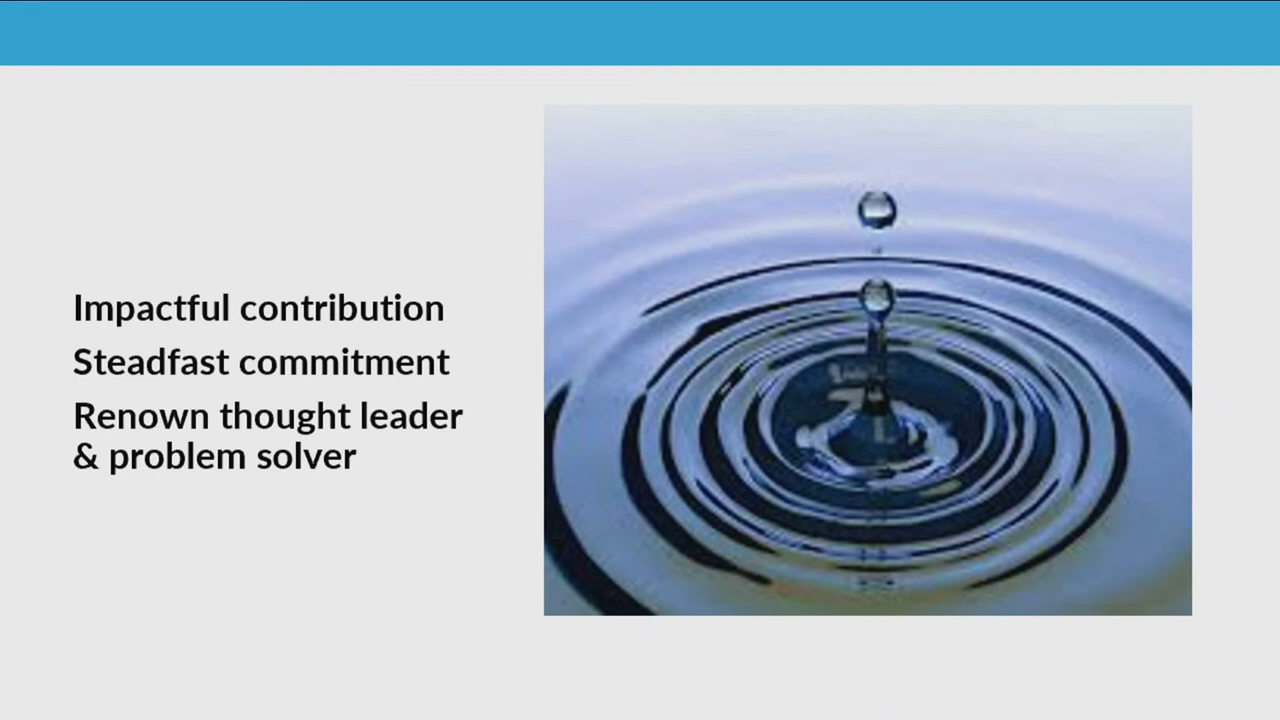 Impactful contribution
Steadfast commitment
Renown thought leader
& problem solver